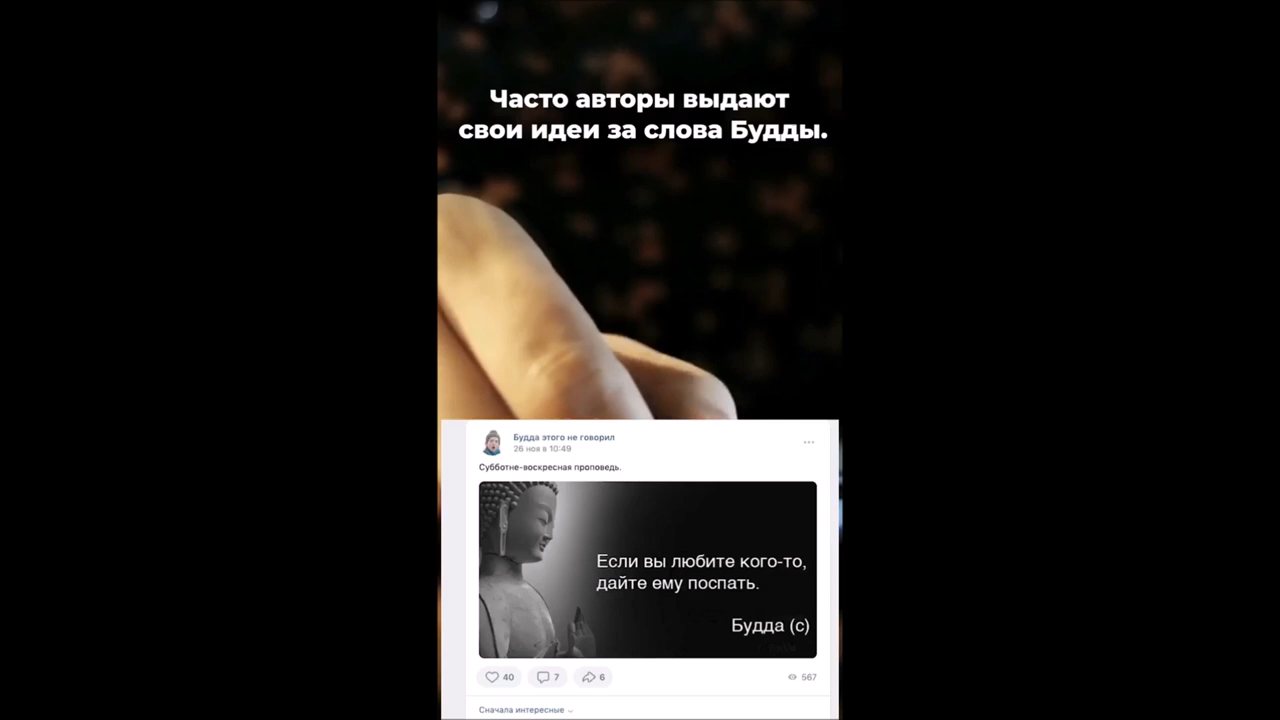 Часто авторы выдают
свои идеи за слова Будды.
Будда этого не говорил
26 ноя в 10:49
Субботне-воскресная проповедь.
Если вы любите кого-то,
дайте ему поспать.
Будда (с)
40 7 6 567
Сначала интересные